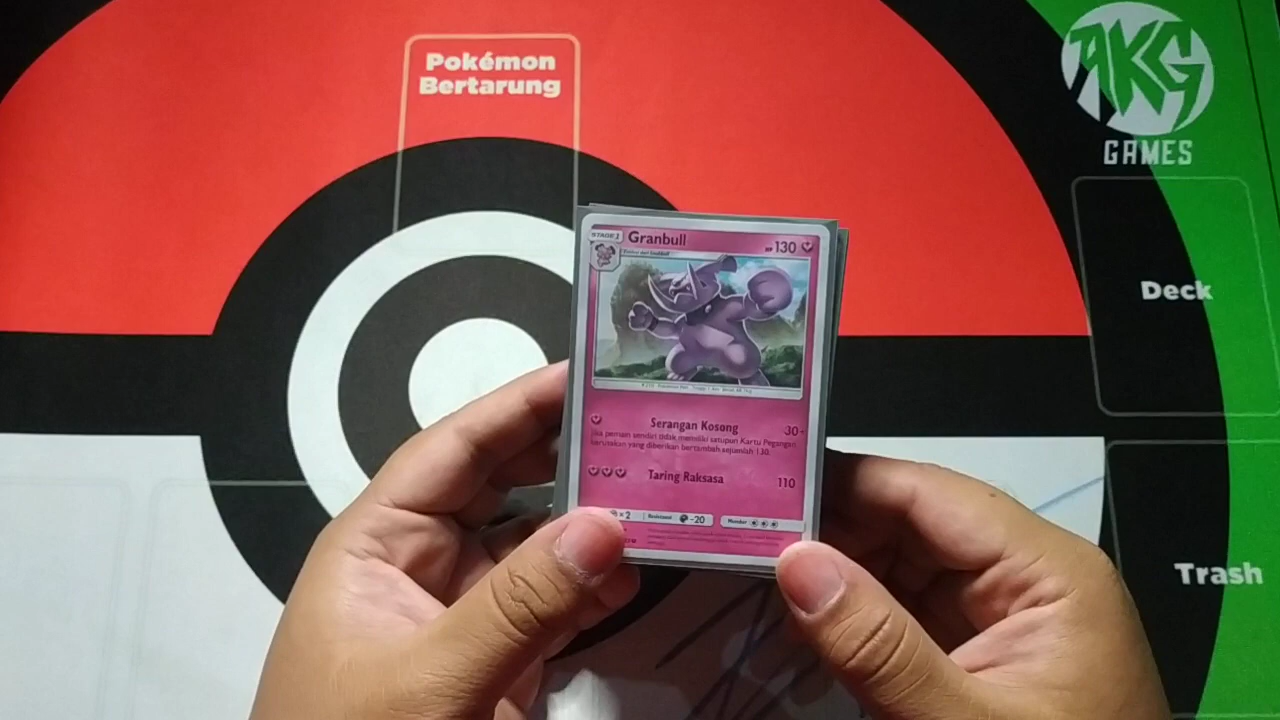 Pokémon
Bertarung
AKG
GAMES
Deck
Trash
STAGE 1
Granbull
HP 130
Serangan Kosong
30+
Jika pemain sendiri tidak memiliki satupun Kartu Pegangan
kerusakan yang diberikan bertambah sejumlah 130.
Taring Raksasa
110
×2
Resistansi
-20
Mundur